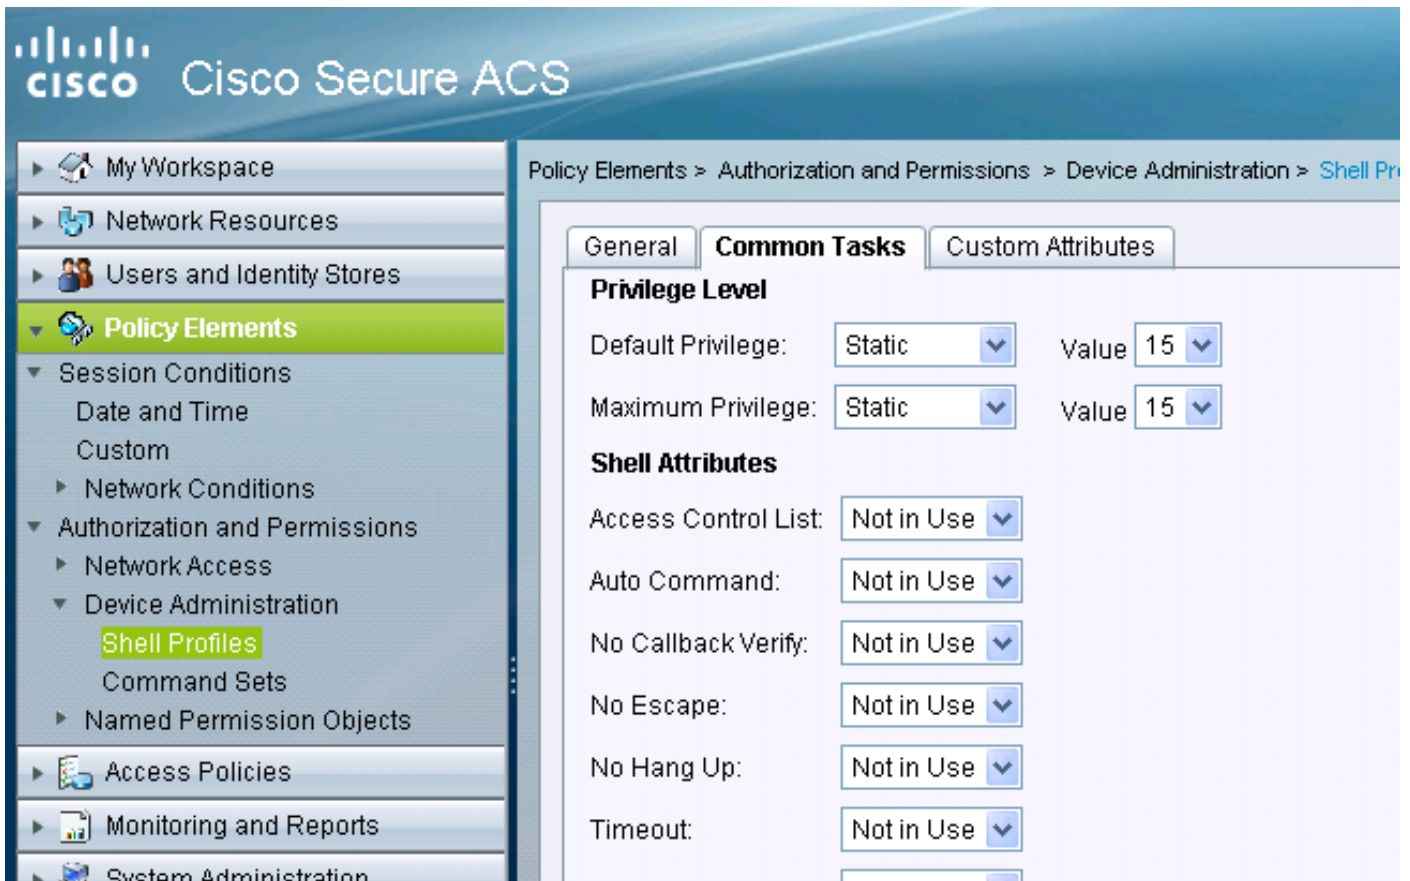 CISCO Cisco Secure ACS
My Workspace
Network Resources
Users and Identity Stores
Policy Elements
Session Conditions
Date and Time
Custom
Network Conditions
Authorization and Permissions
Network Access
Device Administration
Shell Profiles
Command Sets
Named Permission Objects
Access Policies
Monitoring and Reports
System Administration
Policy Elements > Authorization and Permissions > Device Administration > Shell Pr
General Common Tasks Custom Attributes
Privilege Level
Default Privilege: Static Value 15
Maximum Privilege: Static Value 15
Shell Attributes
Access Control List: Not in Use
Auto Command: Not in Use
No Callback Verify: Not in Use
No Escape: Not in Use
No Hang Up: Not in Use
Timeout: Not in Use